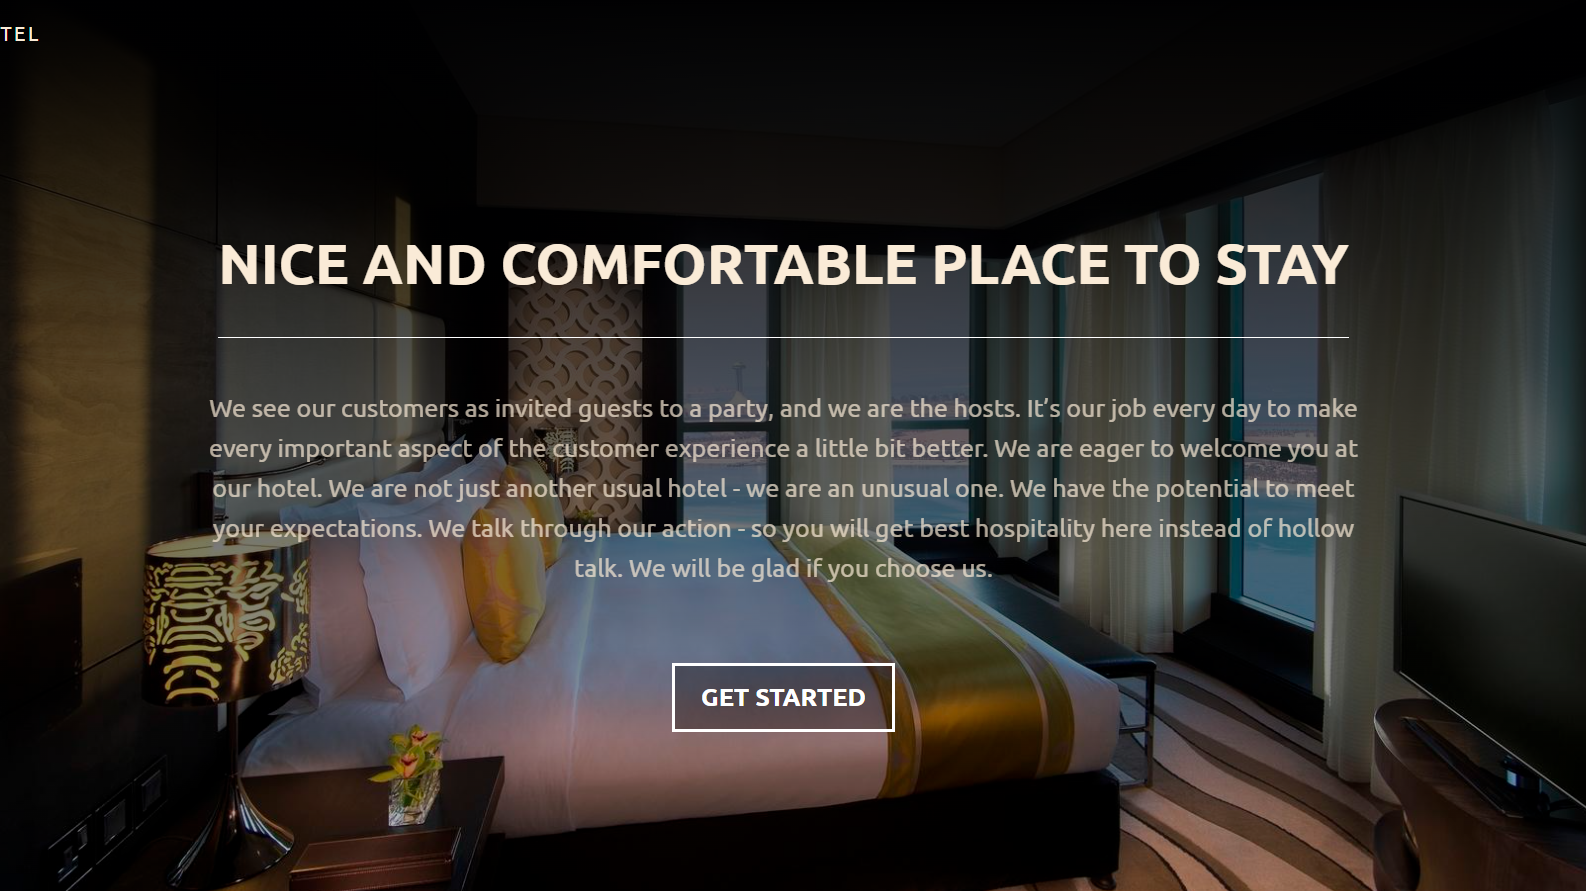 TEL
NICE AND COMFORTABLE PLACE TO STAY
We see our customers as invited guests to a party, and we are the hosts. It’s our job every day to make
every important aspect of the customer experience a little bit better. We are eager to welcome you at
our hotel. We are not just another usual hotel - we are an unusual one. We have the potential to meet
your expectations. We talk through our action - so you will get best hospitality here instead of hollow
talk. We will be glad if you choose us.
GET STARTED